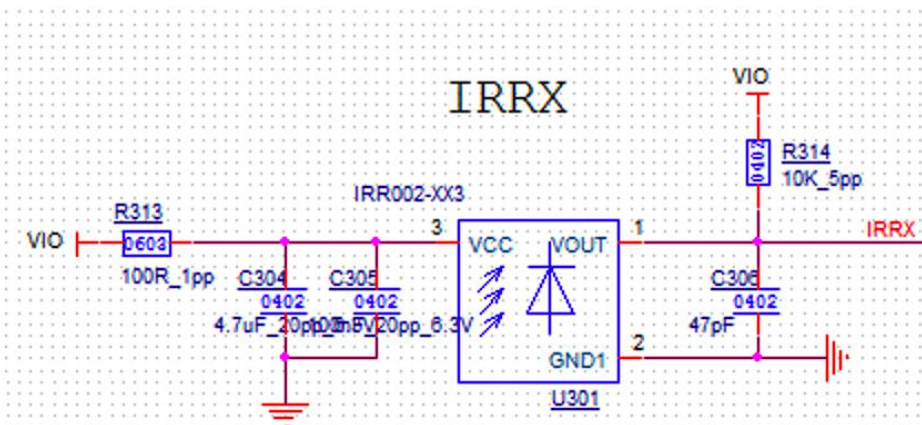 IRRX
VIO
R314
0402
10K_5pp
IRR002-XX3
R313
VIO
0603
100R_1pp
3
VCC
VOUT
1
IRRX
C304
0402
C305
0402
C306
0402
47pF
GND1
2
U301